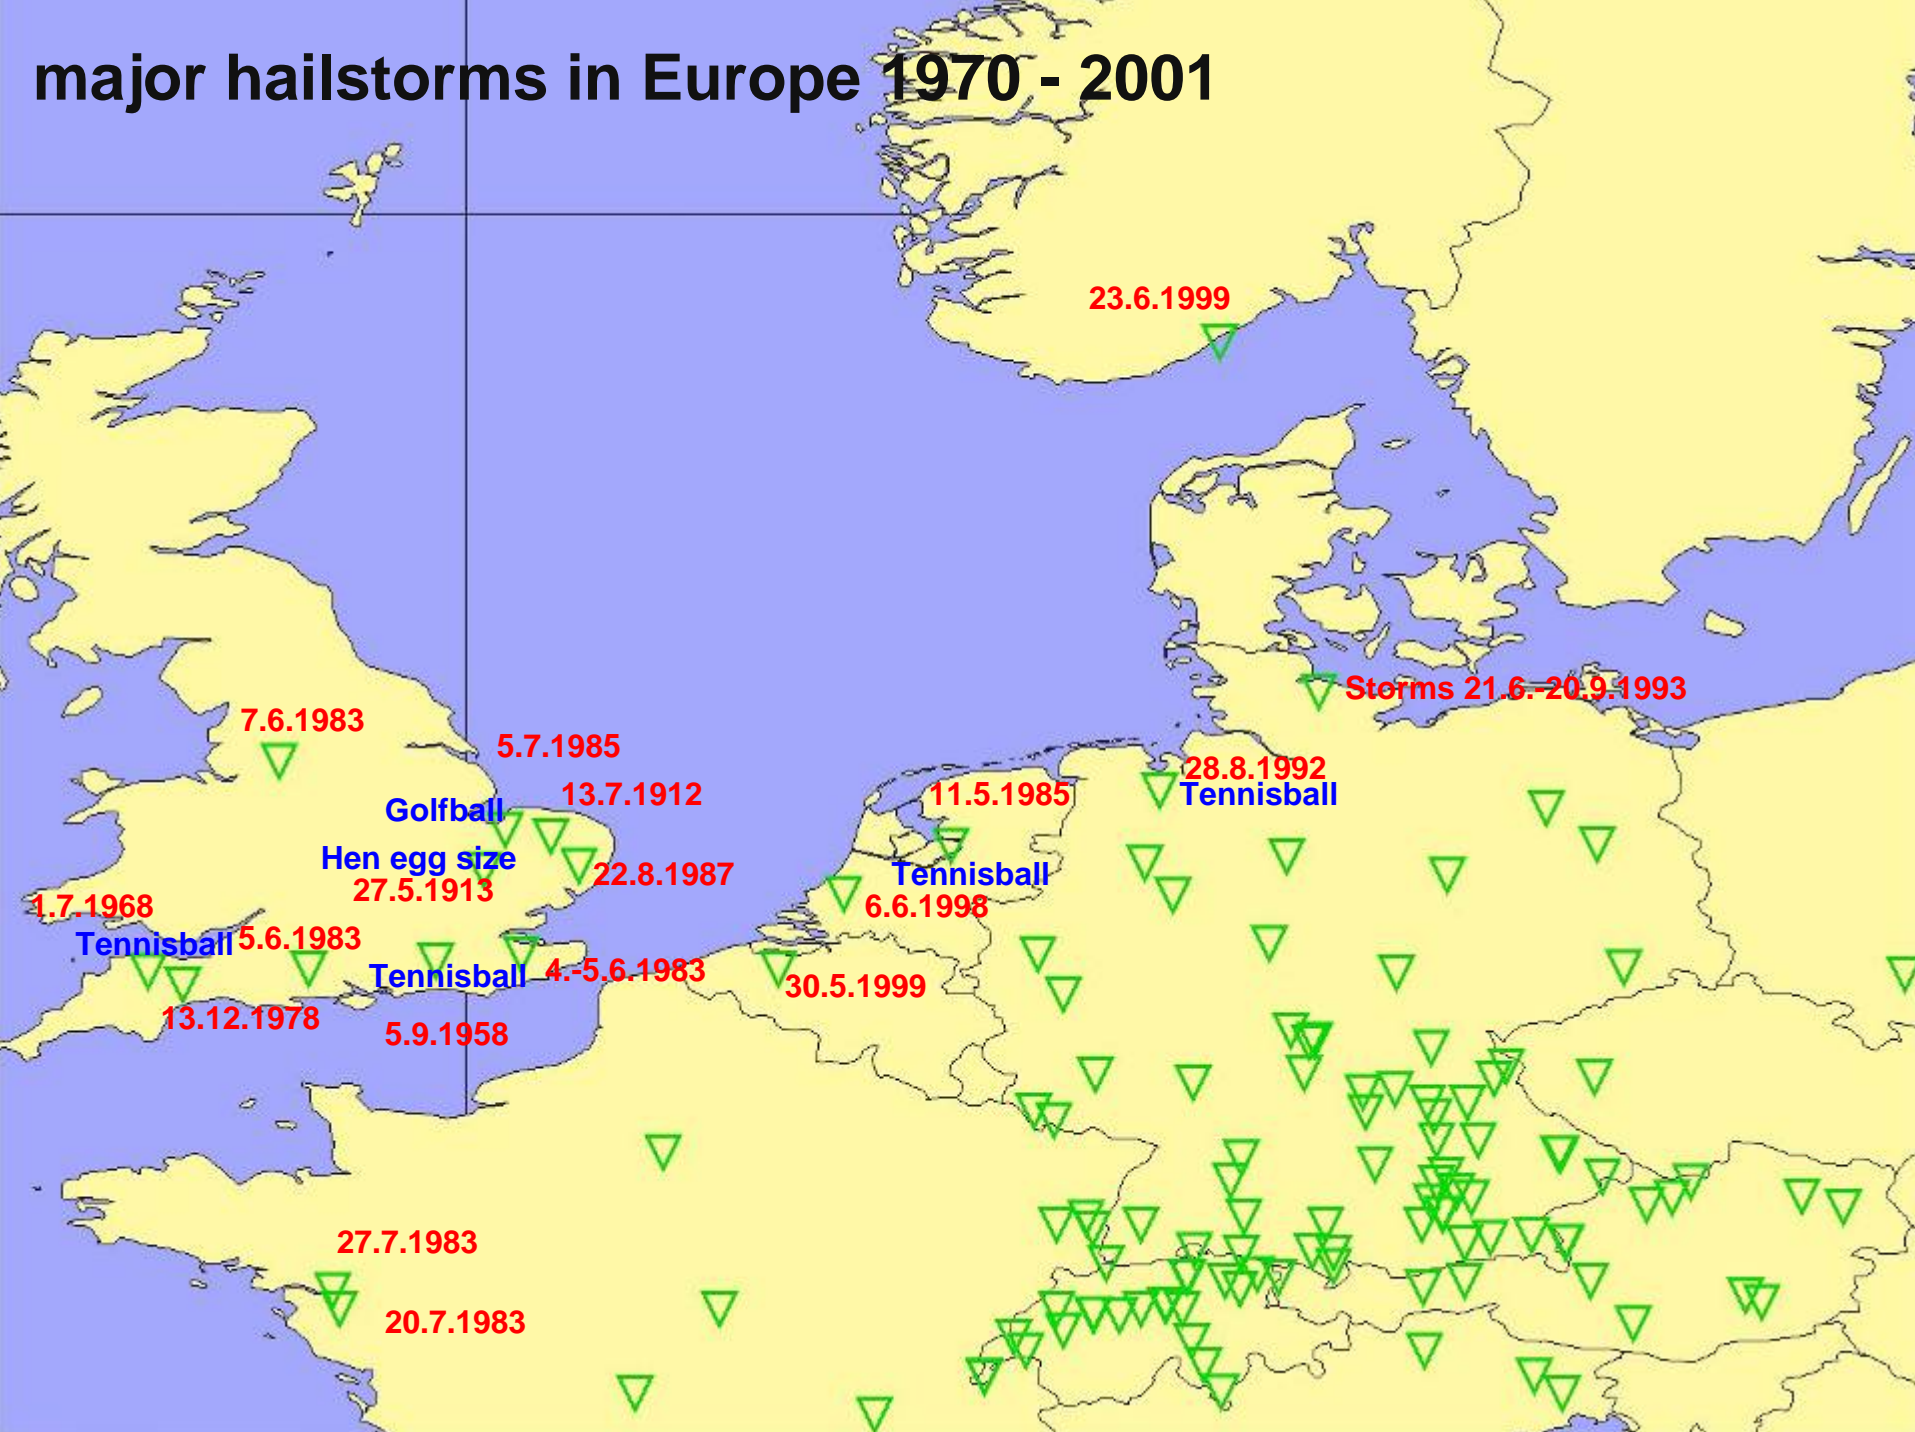 major hailstorms in Europe 1970 - 2001
23.6.1999
Storms 21.6.-20.9.1993
7.6.1983
5.7.1985
28.8.1992
Tennisball
13.7.1912
11.5.1985
Golfball
Hen egg size
27.5.1913
22.8.1987
Tennisball
6.6.1998
1.7.1968
Tennisball
5.6.1983
Tennisball
4.-5.6.1983
30.5.1999
13.12.1978
5.9.1958
27.7.1983
20.7.1983